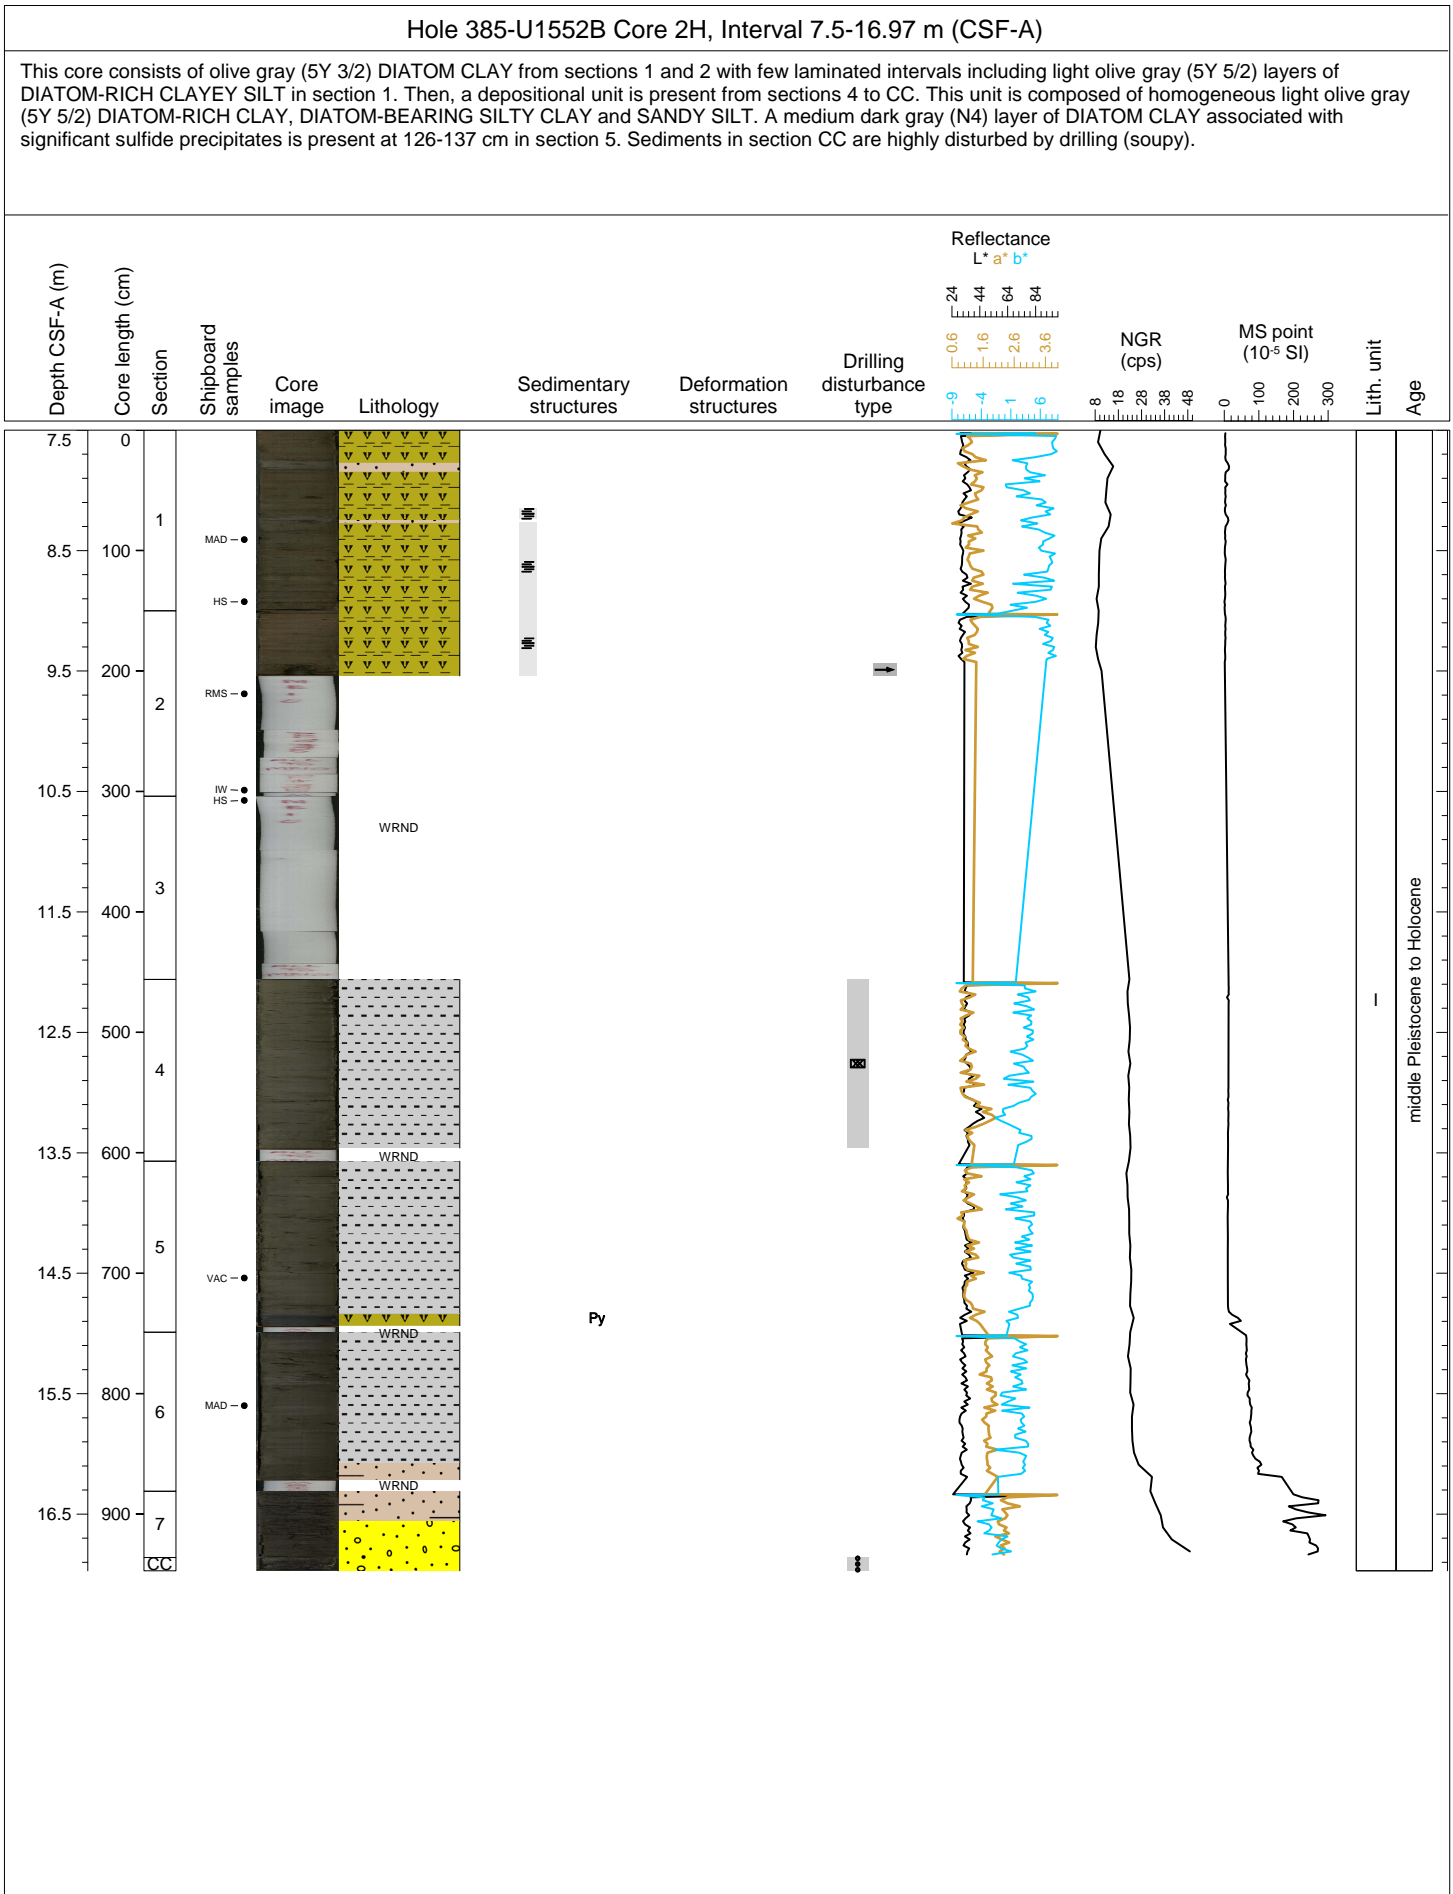 Hole 385-U1552B Core 2H, Interval 7.5-16.97 m (CSF-A)
This core consists of olive gray (5Y 3/2) DIATOM CLAY from sections 1 and 2 with few laminated intervals including light olive gray (5Y 5/2) layers of
DIATOM-RICH CLAYEY SILT in section 1. Then, a depositional unit is present from sections 4 to CC. This unit is composed of homogeneous light olive gray
(5Y 5/2) DIATOM-RICH CLAY, DIATOM-BEARING SILTY CLAY and SANDY SILT. A medium dark gray (N4) layer of DIATOM CLAY associated with
significant sulfide precipitates is present at 126-137 cm in section 5. Sediments in section CC are highly disturbed by drilling (soupy).
Depth CSF-A (m)
Core length (cm)
Section
Shipboard
samples
Core
image
Lithology
Sedimentary
structures
Deformation
structures
Drilling
disturbance
type
Reflectance
L* a* b*
24 44 64 84
0.6 1.6 2.6 3.6
-9 -4 1 6
NGR
(cps)
8 18 28 38 48
MS point
(10-5 SI)
0 100 200 300
Lith. unit
Age
7.5 0
1
MAD
8.5 100
HS
9.5 200
RMS
2
IW
10.5 300
HS
WRND
3
11.5 400
I
middle Pleistocene to Holocene
12.5 500
4
13.5 600
WRND
5
14.5 700
VAC
Py
WRND
15.5 800
MAD
6
WRND
16.5 900
7
CC